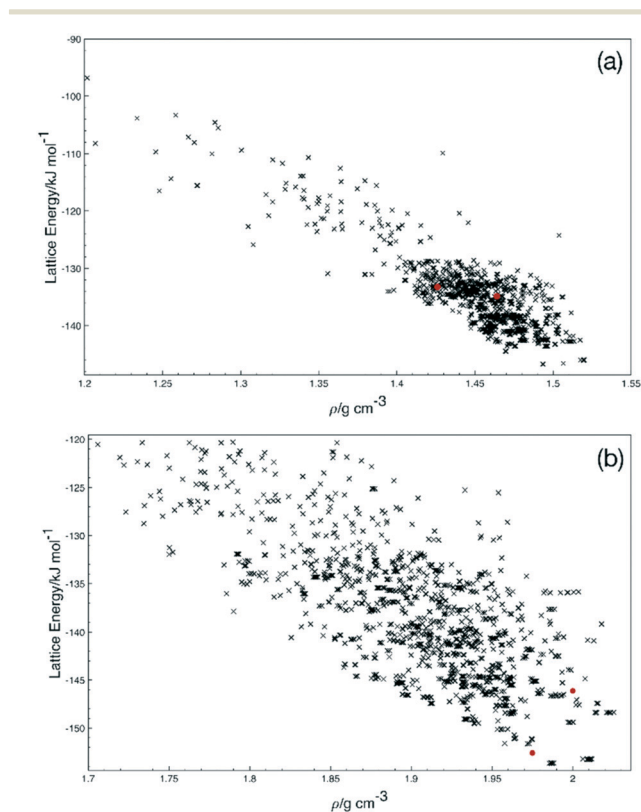 (a)
-90
-100
-110
-120
-130
-140
Lattice Energy/kJ mol-1
1.2 1.25 1.3 1.35 1.4 1.45 1.5 1.55
ρ/g cm-3
(b)
-120
-125
-130
-135
-140
-145
-150
Lattice Energy/kJ mol-1
1.7 1.75 1.8 1.85 1.9 1.95 2
ρ/g cm-3